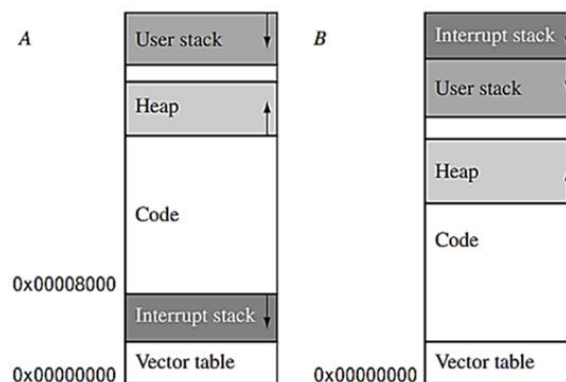 A
User stack
Heap
Code
0x00008000
Interrupt stack
Vector table
0x00000000
B
Interrupt stack
User stack
Heap
Code
Vector table
0x00000000